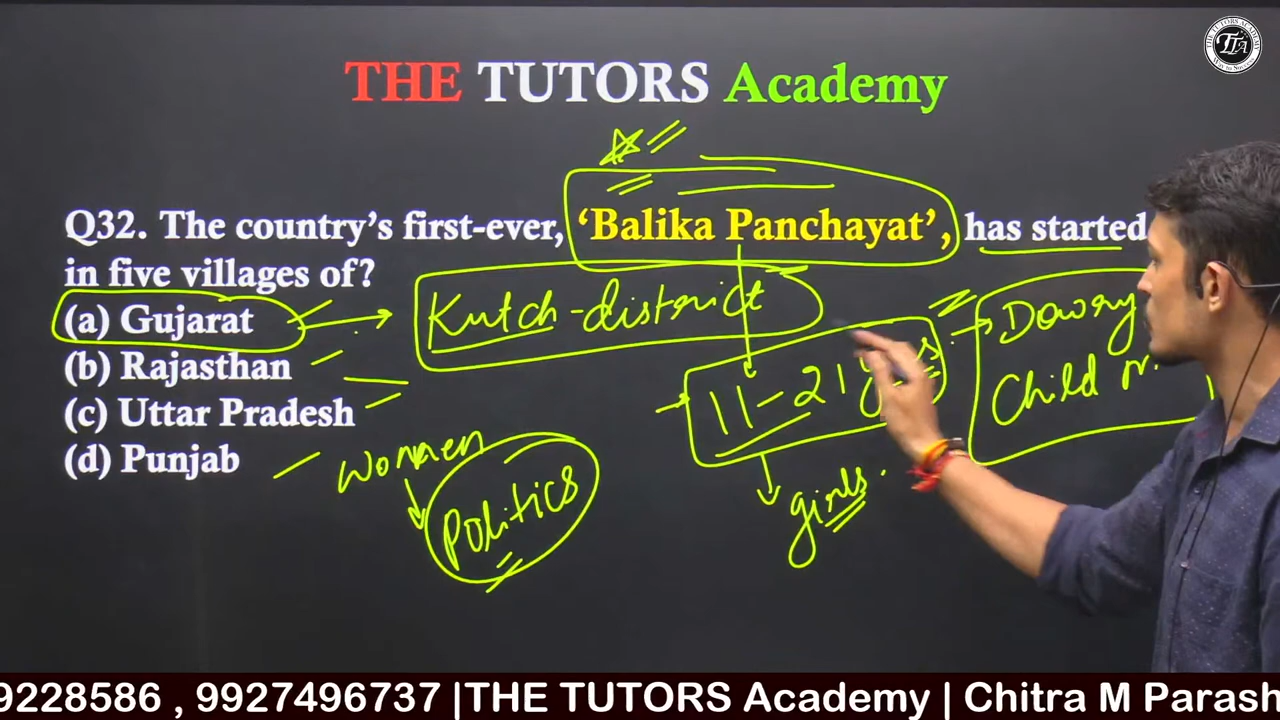 THE TUTORS Academy
Q32. The country's first-ever, 'Balika Panchayat', has started
in five villages of?
(a) Gujarat
Kutch-district
Dowry
(b) Rajasthan
11-21
Child
(c) Uttar Pradesh
(d) Punjab
women
Politics
girls
9228586 , 9927496737 |THE TUTORS Academy | Chitra M Parash